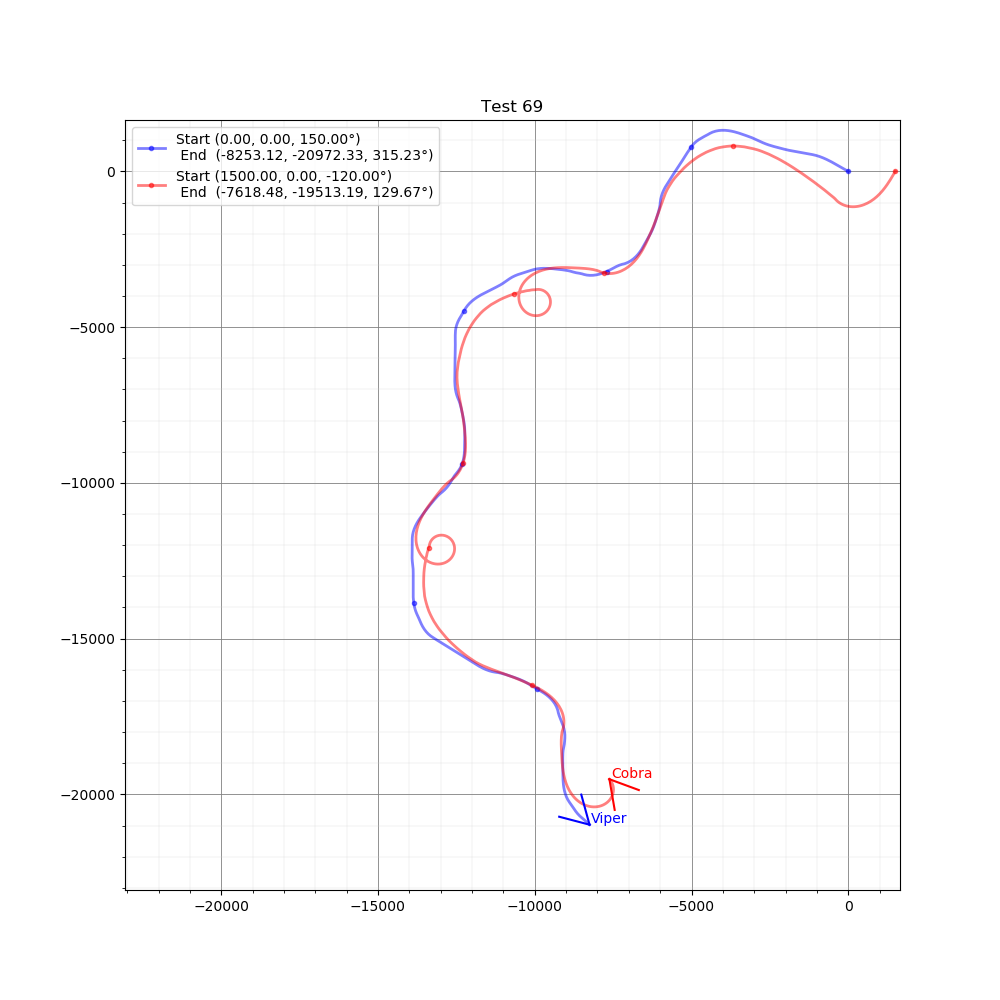 Test 69
Start (0.00, 0.00, 150.00°)
End (-8253.12, -20972.33, 315.23°)
Start (1500.00, 0.00, -120.00°)
End (-7618.48, -19513.19, 129.67°)
0
−5000
−10000
−15000
−20000
Cobra
Viper
−20000
−15000
−10000
−5000
0